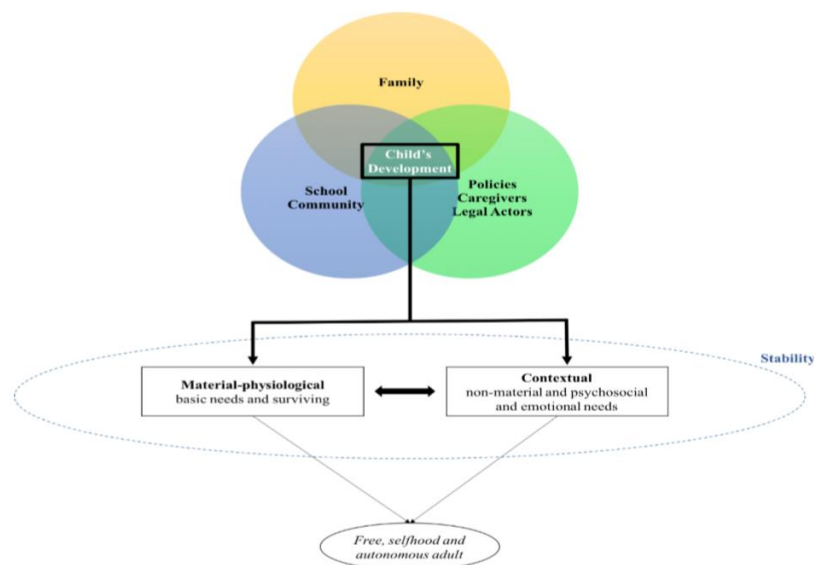 Family
Child's
Development
School
Community
Policies
Caregivers
Legal Actors
Stability
Material-physiological
basic needs and surviving
Contextual
non-material and psychosocial
and emotional needs
Free, selfhood and
autonomous adult